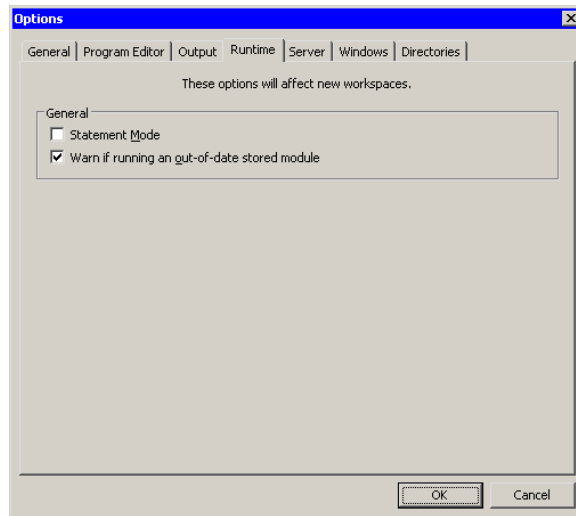 Options
General Program Editor Output Runtime Server Windows Directories
These options will affect new workspaces.
General
Statement Mode
Warn if running an out-of-date stored module
OK Cancel